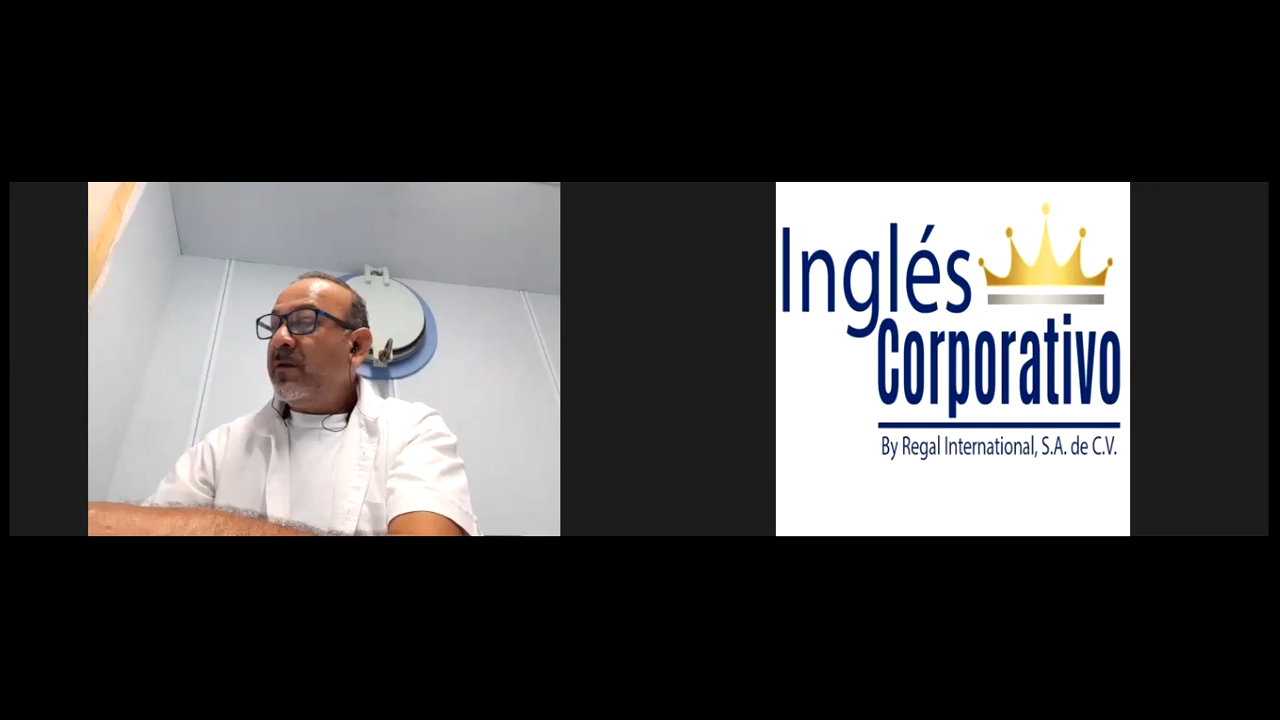 Inglés
Corporativo
By Regal International, S.A. de C.V.